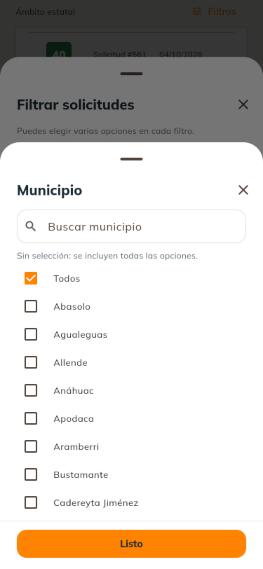 Ámbito estatal
Filtros
40
Solicitud #561
04/10/2026
Filtrar solicitudes
Puedes elegir varias opciones en cada filtro.
Municipio
Buscar municipio
Sin selección: se incluyen todas las opciones.
Todos
Abasolo
Agualeguas
Allende
Anáhuac
Apodaca
Aramberri
Bustamante
Cadereyta Jiménez
Listo